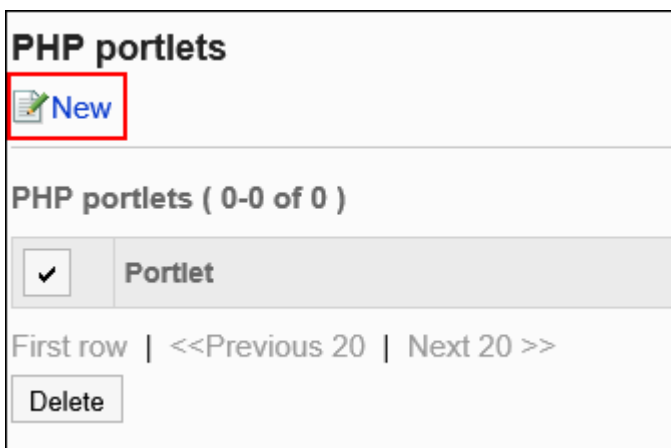 PHP portlets
New
PHP portlets ( 0-0 of 0 )
Portlet
First row | <<Previous 20 | Next 20 >>
Delete